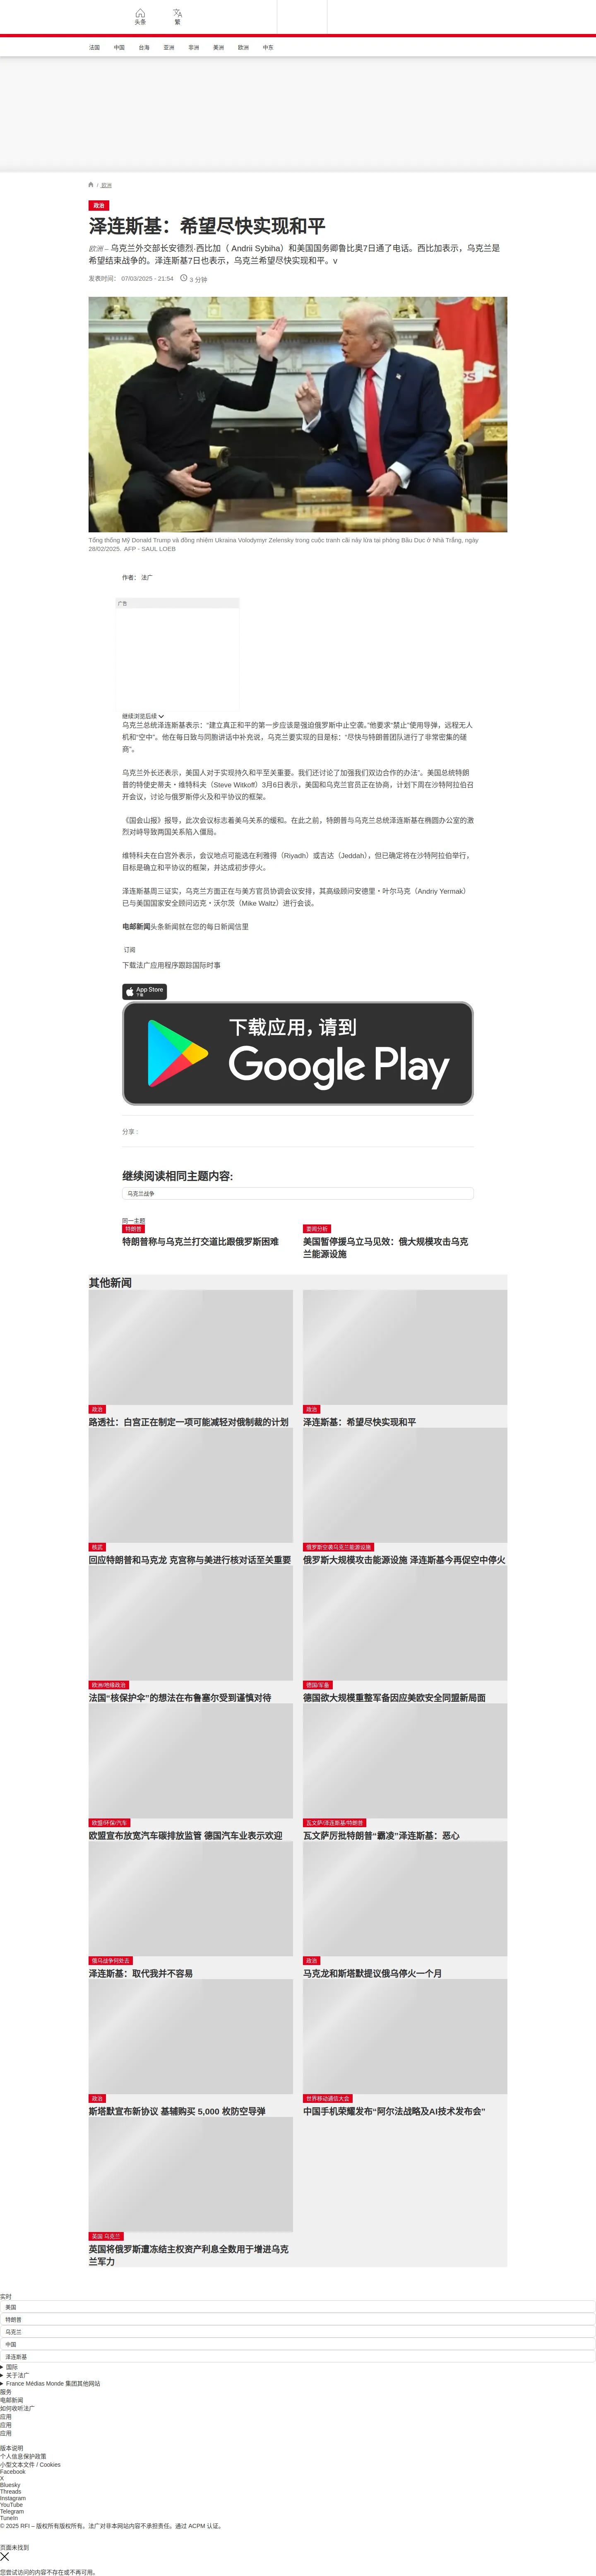 头条
繁
法国 中国 台海 亚洲 非洲 美洲 欧洲 中东
/ 欧洲
政治
泽连斯基：希望尽快实现和平
欧洲 – 乌克兰外交部长安德烈·西比加（ Andrii Sybiha）和美国国务卿鲁比奥7日通了电话。西比加表示，乌克兰是
希望结束战争的。泽连斯基7日也表示，乌克兰希望尽快实现和平。v
发表时间： 07/03/2025 - 21:54 3 分钟
Tổng thống Mỹ Donald Trump và đồng nhiệm Ukraina Volodymyr Zelensky trong cuộc tranh cãi nảy lửa tại phòng Bầu Dục ở Nhà Trắng, ngày
28/02/2025. AFP - SAUL LOEB
作者： 法广
广告
继续浏览后续
乌克兰总统泽连斯基表示：“建立真正和平的第一步应该是强迫俄罗斯中止空袭。”他要求“禁止”使用导弹，远程无人
机和“空中”。他在每日致与同胞讲话中补充说，乌克兰要实现的目是标：“尽快与特朗普团队进行了非常密集的磋
商”。
乌克兰外长还表示，美国人对于实现持久和平至关重要。我们还讨论了加强我们双边合作的办法”。美国总统特朗
普的特使史蒂夫・维特科夫（Steve Witkoff）3月6日表示，美国和乌克兰官员正在协商，计划下周在沙特阿拉伯召
开会议，讨论与俄罗斯停火及和平协议的框架。
《国会山报》报导，此次会议标志着美乌关系的缓和。在此之前，特朗普与乌克兰总统泽连斯基在椭圆办公室的激
烈对峙导致两国关系陷入僵局。
维特科夫在白宫外表示，会议地点可能选在利雅得（Riyadh）或吉达（Jeddah），但已确定将在沙特阿拉伯举行，
目标是确立和平协议的框架，并达成初步停火。
泽连斯基周三证实，乌克兰方面正在与美方官员协调会议安排，其高级顾问安德里・叶尔马克（Andriy Yermak）
已与美国国家安全顾问迈克・沃尔茨（Mike Waltz）进行会谈。
电邮新闻头条新闻就在您的每日新闻信里
订阅
下载法广应用程序跟踪国际时事
App Store
下载
下载应用，请到
Google Play
分享 :
继续阅读相同主题内容:
乌克兰战争
同一主题
特朗普
特朗普称与乌克兰打交道比跟俄罗斯困难
要闻分析
美国暂停援乌立马见效：俄大规模攻击乌克
兰能源设施
其他新闻
政治
路透社：白宫正在制定一项可能减轻对俄制裁的计划
政治
泽连斯基：希望尽快实现和平
核武
回应特朗普和马克龙 克宫称与美进行核对话至关重要
俄罗斯空袭乌克兰能源设施
俄罗斯大规模攻击能源设施 泽连斯基今再促空中停火
欧洲/地缘政治
法国“核保护伞”的想法在布鲁塞尔受到谨慎对待
德国/军备
德国欲大规模重整军备因应美欧安全同盟新局面
欧盟/环保/汽车
欧盟宣布放宽汽车碳排放监管 德国汽车业表示欢迎
瓦文萨/泽连斯基/特朗普
瓦文萨厉批特朗普“霸凌”泽连斯基：恶心
俄乌战争何处去
泽连斯基：取代我并不容易
政治
马克龙和斯塔默提议俄乌停火一个月
政治
斯塔默宣布新协议 基辅购买 5,000 枚防空导弹
世界移动通信大会
中国手机荣耀发布“阿尔法战略及AI技术发布会”
英国 乌克兰
英国将俄罗斯遭冻结主权资产利息全数用于增进乌克
兰军力
实时
美国
特朗普
乌克兰
中国
泽连斯基
国际
关于法广
France Médias Monde 集团其他网站
服务
电邮新闻
如何收听法广
应用
应用
应用
版本说明
个人信息保护政策
小型文本文件 / Cookies
Facebook
X
Bluesky
Threads
Instagram
YouTube
Telegram
TuneIn
© 2025 RFI – 版权所有版权所有。法广对非本网站内容不承担责任。通过 ACPM 认证。
页面未找到
您尝试访问的内容不存在或不再可用。